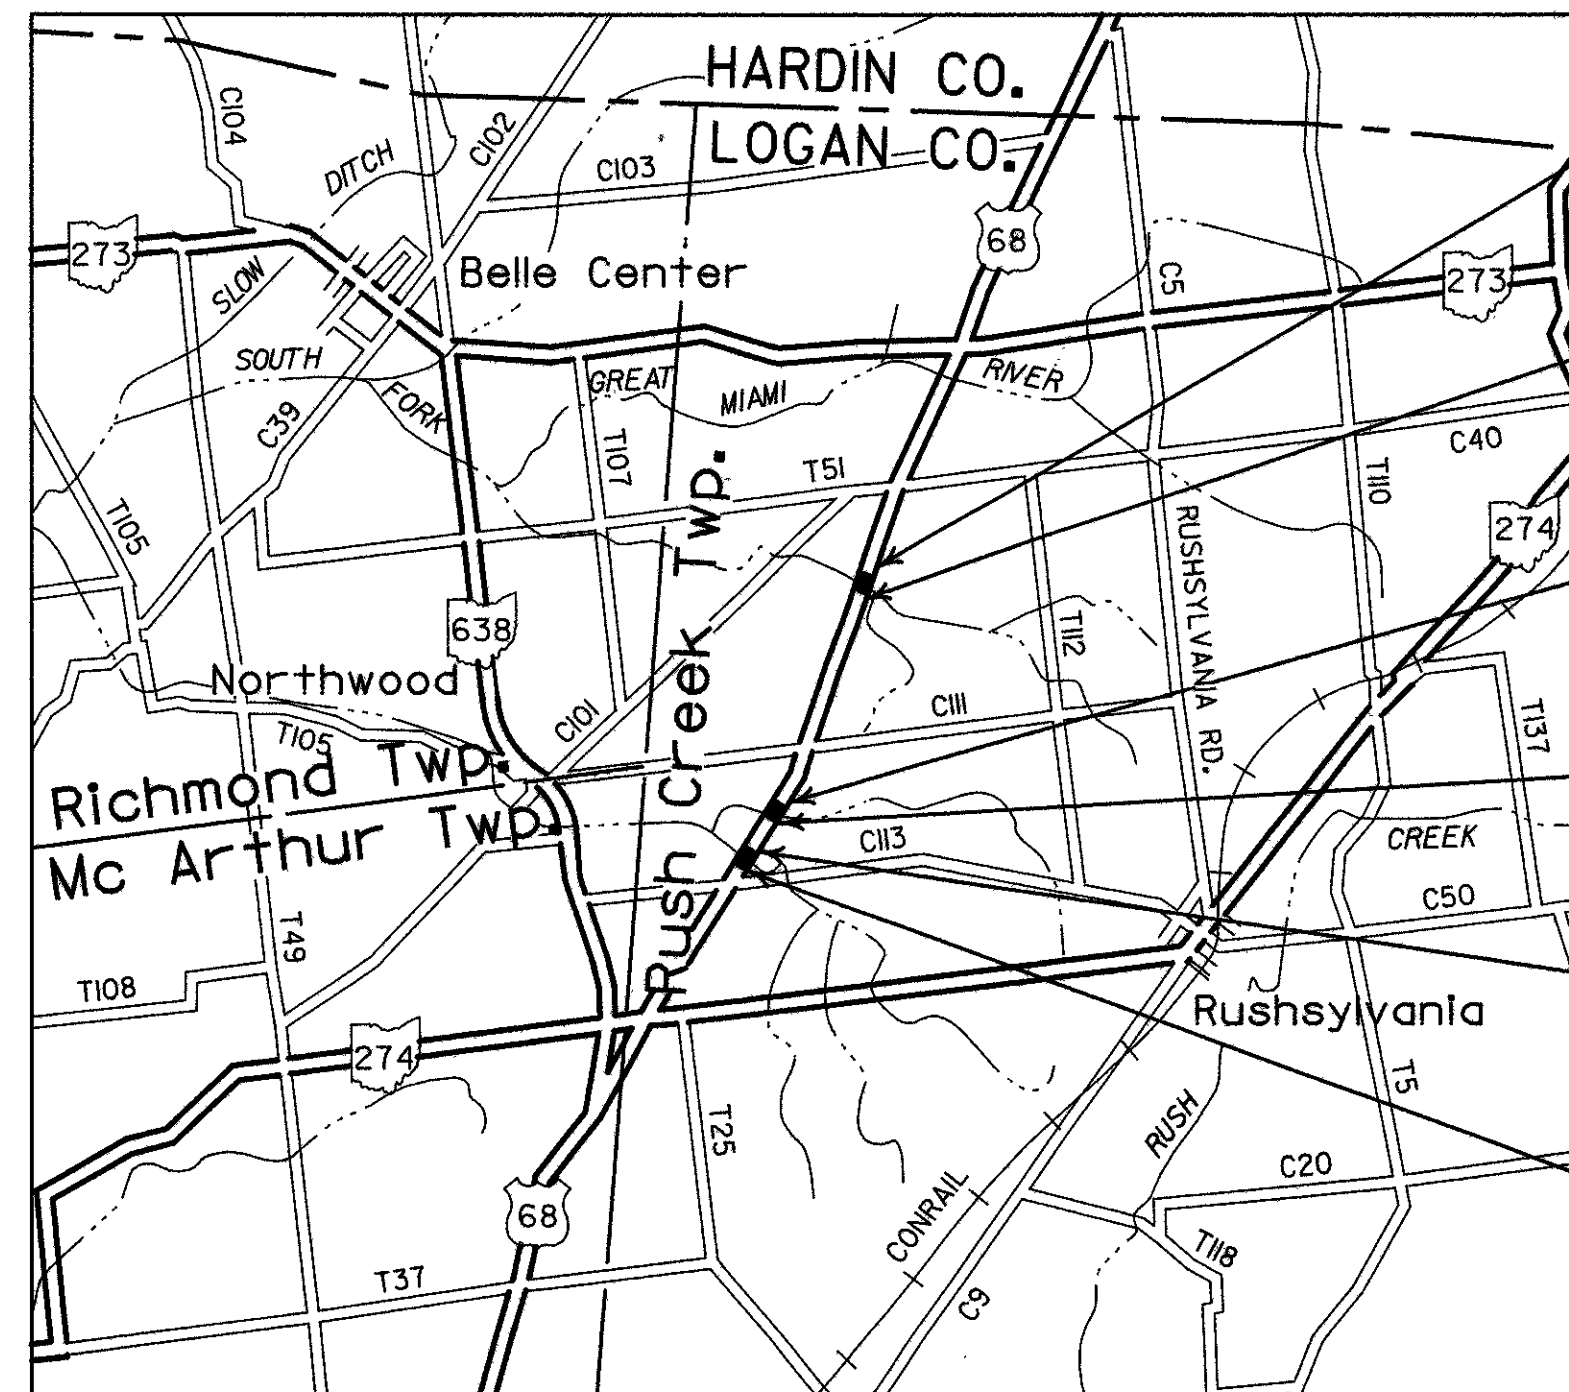 HARDIN CO.
LOGAN CO.
C104
DITCH
C102
C103
68
273
SLOW
Belle Center
C5
273
SOUTH
FORK
GREAT
MIAMI
RIVER
C39
T107
T51
C40
T110
T105
274
RUSHSYLVANIA RD.
638
T112
Northwood
Rush Creek Twp.
C101
C111
T137
T105
Richmond Twp.
Mc Arthur Twp.
C113
CREEK
C50
T49
T108
Rushsylvania
274
T5
T25
RUSH
C20
68
CONRAIL
T118
T37
C9